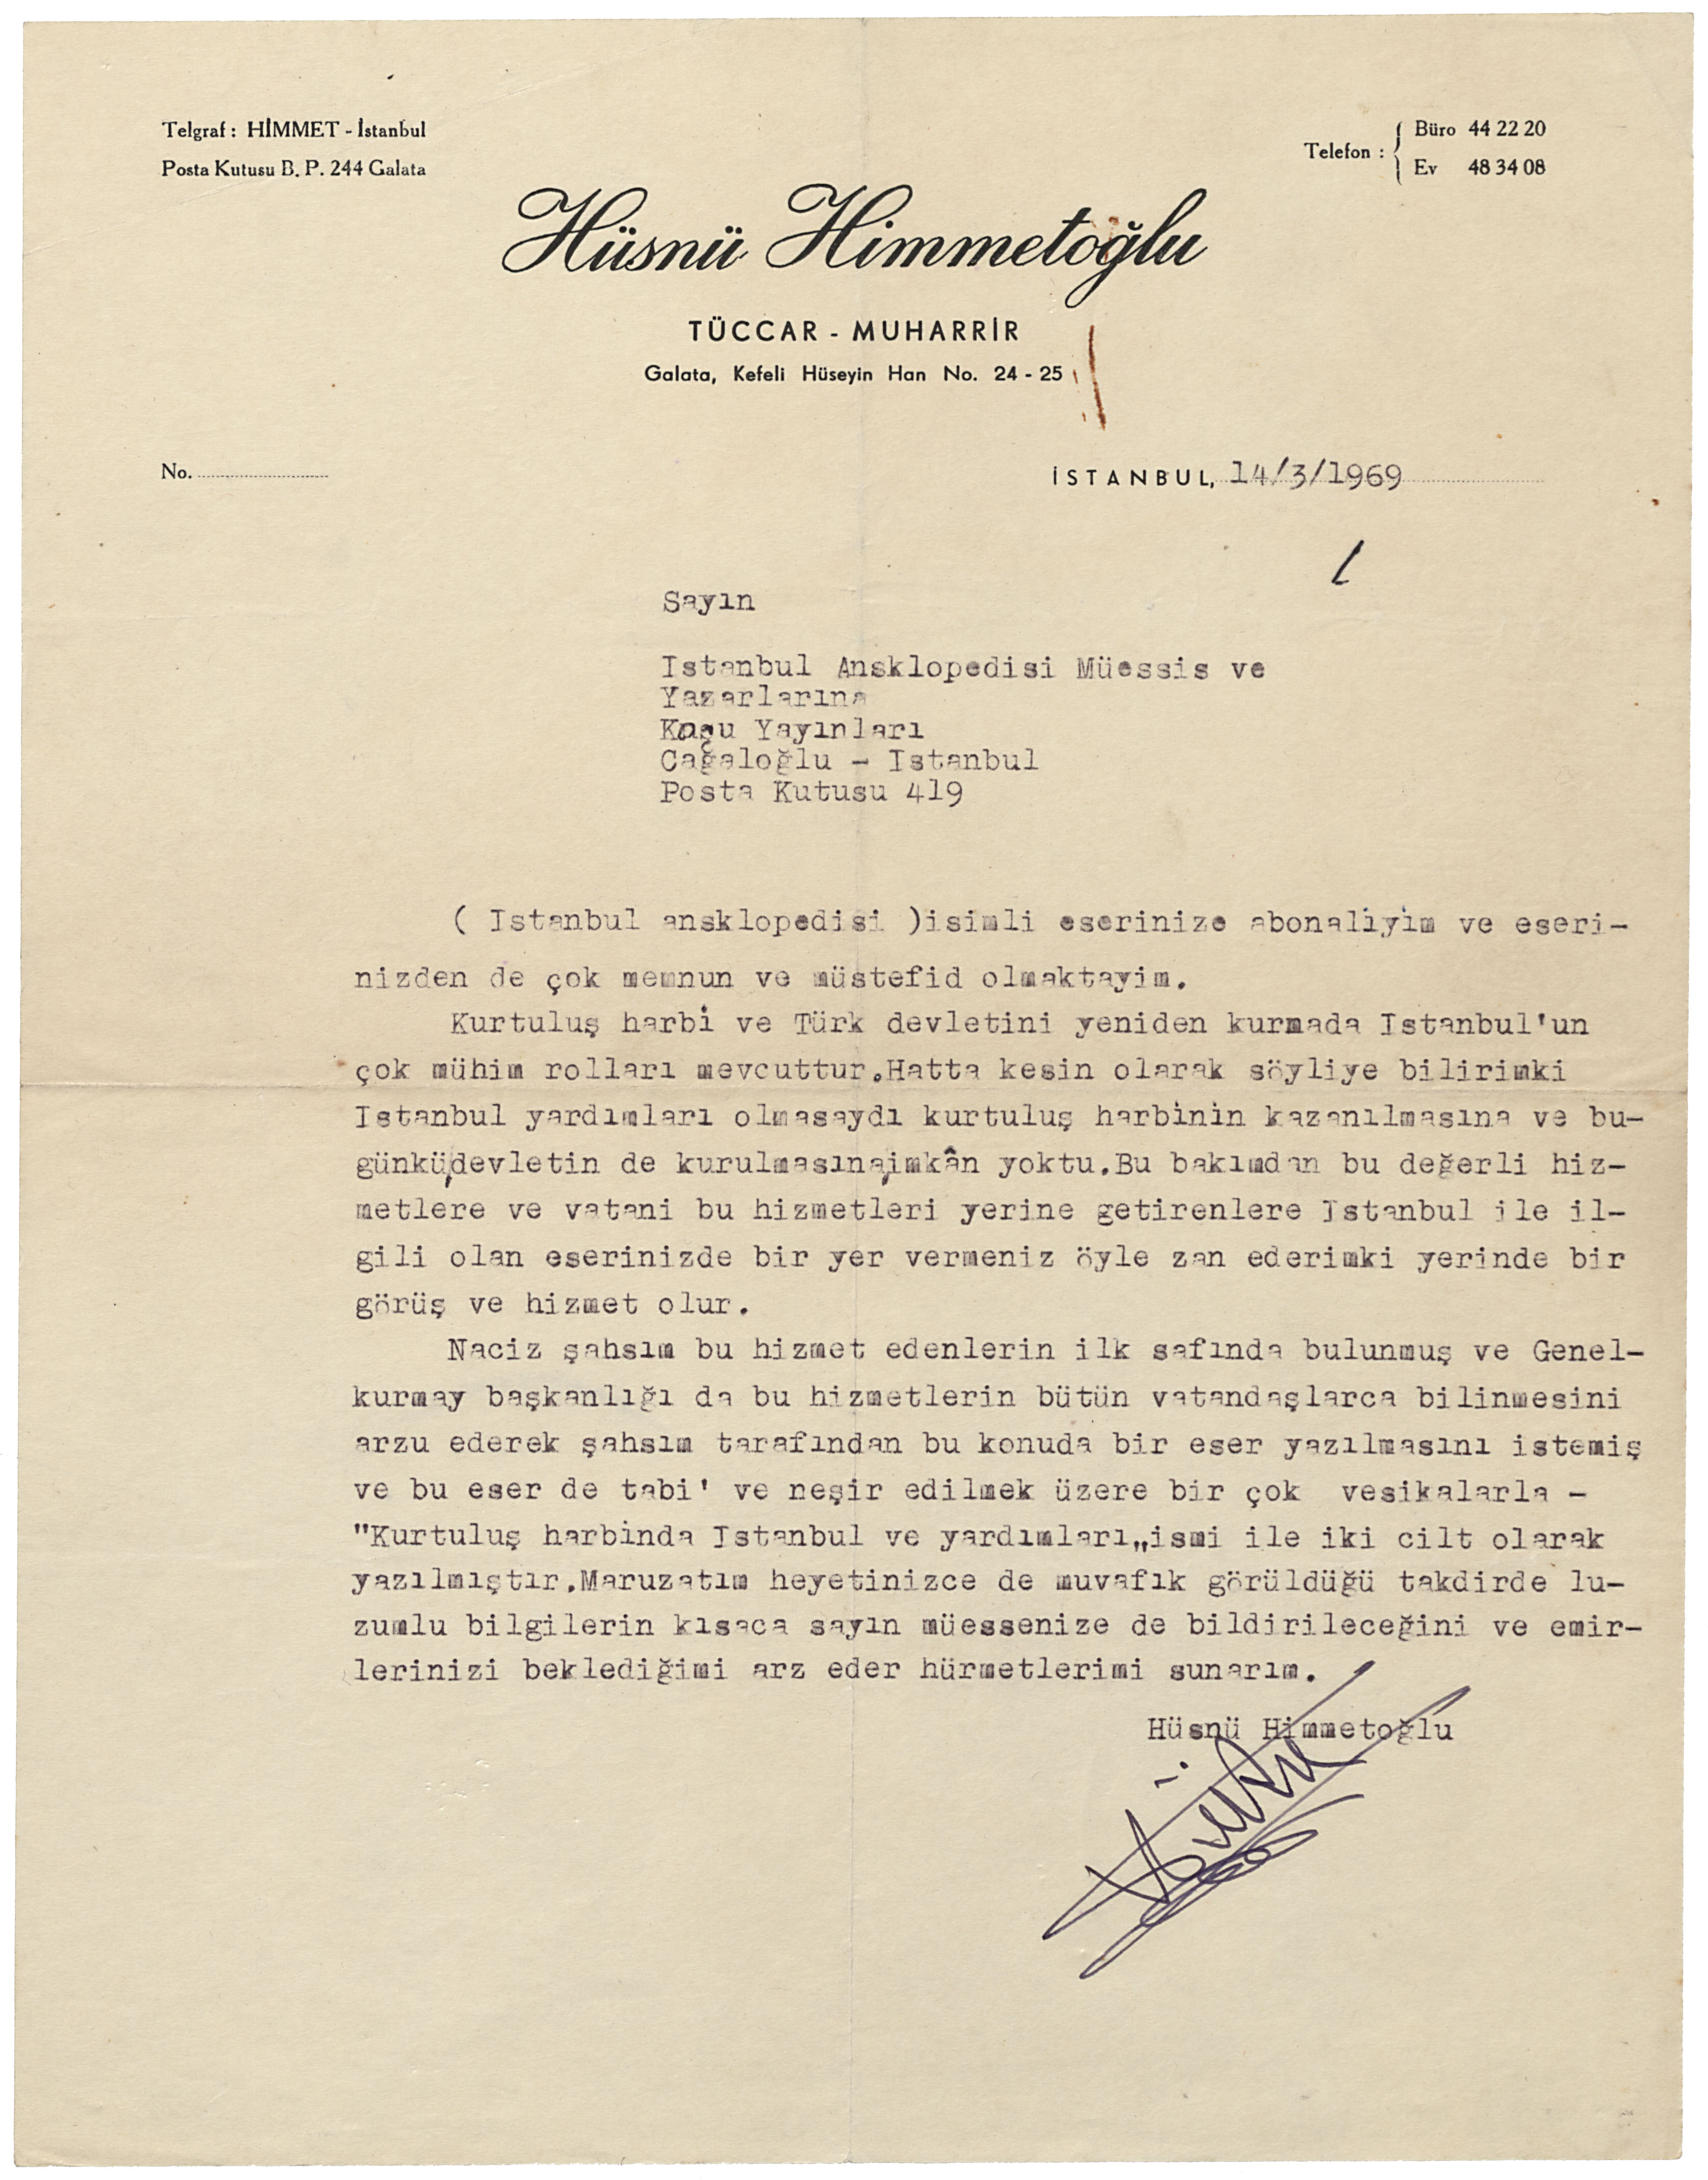 Telgraf : HİMMET - İstanbul
Posta Kutusu B. P. 244 Galata
Telefon :
Büro 44 22 20
Ev 48 34 08
Hüsnü Himmetoğlu
TÜCCAR - MUHARRİR
Galata, Kefeli Hüseyin Han No. 24 - 25
No.
İSTANBUL, 14/3/1969
Sayın
Istanbul Ansklopedisi Müessis ve
Yazarlarına
Koçu Yayınları
Cağaloğlu - Istanbul
Posta Kutusu 419
( Istanbul ansklopedisi )isimli eserinize abonaliyim ve eseri-
nizden de çok memnun ve müstefid olmaktayim.
Kurtuluş harbi ve Türk devletini yeniden kurmada Istanbul'un
çok mühim rolları mevcuttur.Hatta kesin olarak söyliye bilirimki
Istanbul yardımları olmasaydı kurtuluş harbinin kazanılmasına ve bu-
günkü,devletin de kurulmasına,imkân yoktu.Bu bakımdan bu değerli hiz-
metlere ve vatani bu hizmetleri yerine getirenlere Istanbul ile il-
gili olan eserinizde bir yer vermeniz öyle zan ederimki yerinde bir
görüş ve hizmet olur.
Naciz şahsım bu hizmet edenlerin ilk safında bulunmuş ve Genel-
kurmay başkanlığı da bu hizmetlerin bütün vatandaşlarca bilinmesini
arzu ederek şahsım tarafından bu konuda bir eser yazılmasını istemiş
ve bu eser de tabi' ve neşir edilmek üzere bir çok vesikalarla -
"Kurtuluş harbinda Istanbul ve yardımları„ismi ile iki cilt olarak
yazılmıştır.Maruzatım heyetinizce de muvafık görüldüğü takdirde lu-
zumlu bilgilerin kısaca sayın müessenize de bildirileceğini ve emir-
lerinizi beklediğimi arz eder hürmetlerimi sunarım.
Hüsnü Himmetoğlu